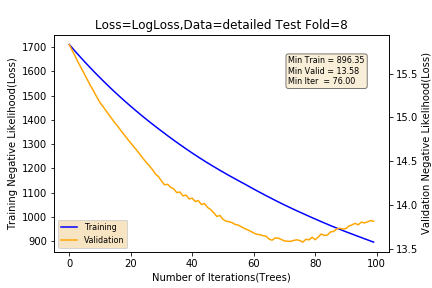 Loss=LogLoss,Data=detailed Test Fold=8
Training Negative Likelihood(Loss)
1700
1600
1500
1400
1300
1200
1100
1000
900
Min Train = 896.35
Min Valid = 13.58
Min Iter = 76.00
Training
Validation
15.5
15.0
14.5
14.0
13.5
Validation Negative Likelihood(Loss)
0 20 40 60 80 100
Number of Iterations(Trees)